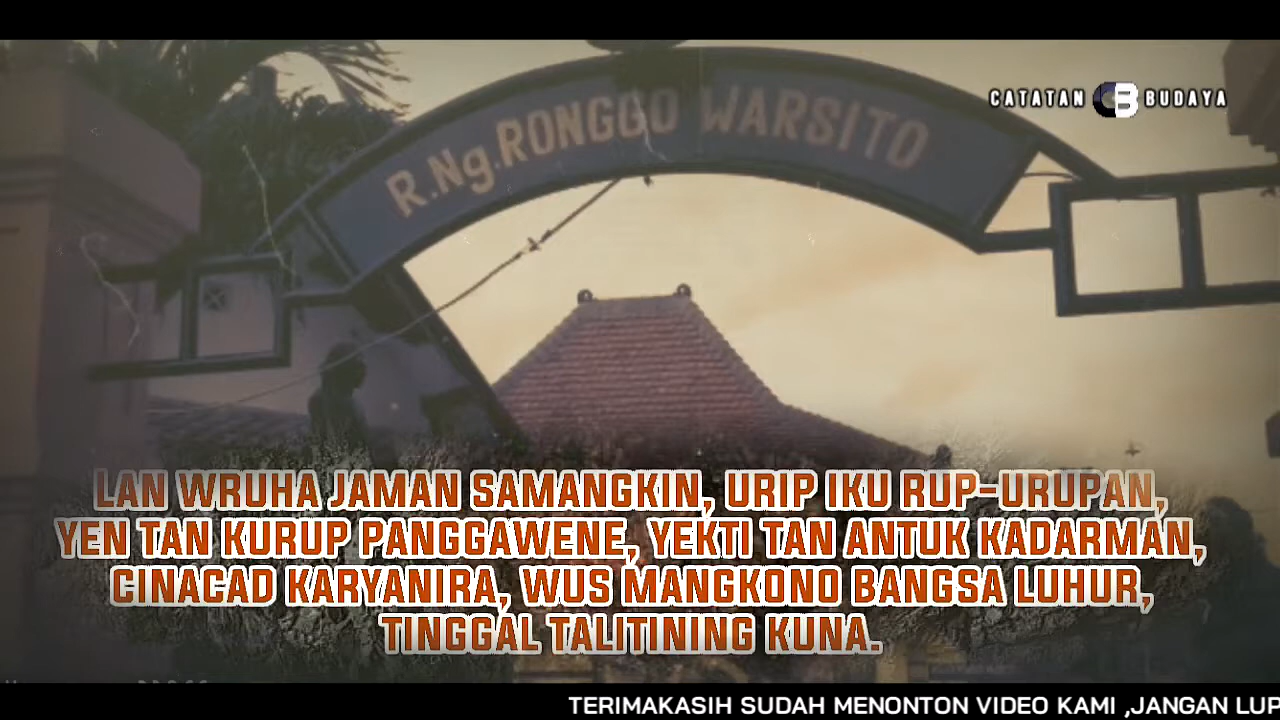 R.Ng.RONGGO WARSITO
CATATAN CB BUDAYA
LAN WRUHA JAMAN SAMANGKIN, URIP IKU RUP-URUPAN,
YEN TAN KURUP PANGGAWENE, YEKTI TAN ANTUK KADARMAN,
CINACAD KARYANIRA, WUS MANGKONO BANGSA LUHUR,
TINGGAL TALITINING KUNA.
TERIMAKASIH SUDAH MENONTON VIDEO KAMI ,JANGAN LUP